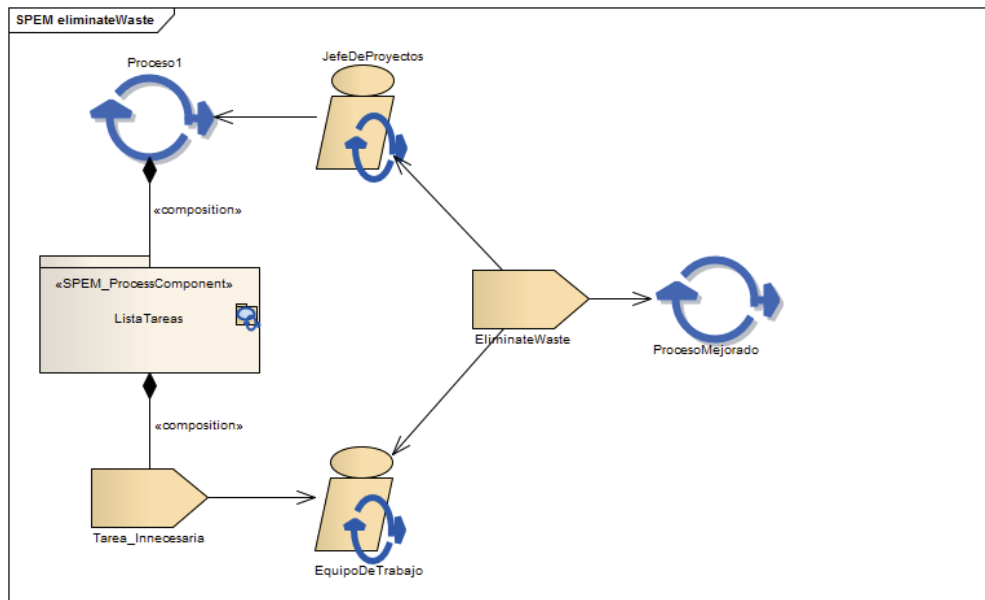 SPEM eliminateWaste
Proceso1
JefeDeProyectos
«composition»
«SPEM_ProcessComponent»
ListaTareas
EliminateWaste
ProcesoMejorado
«composition»
Tarea_Innecesaria
EquipoDeTrabajo